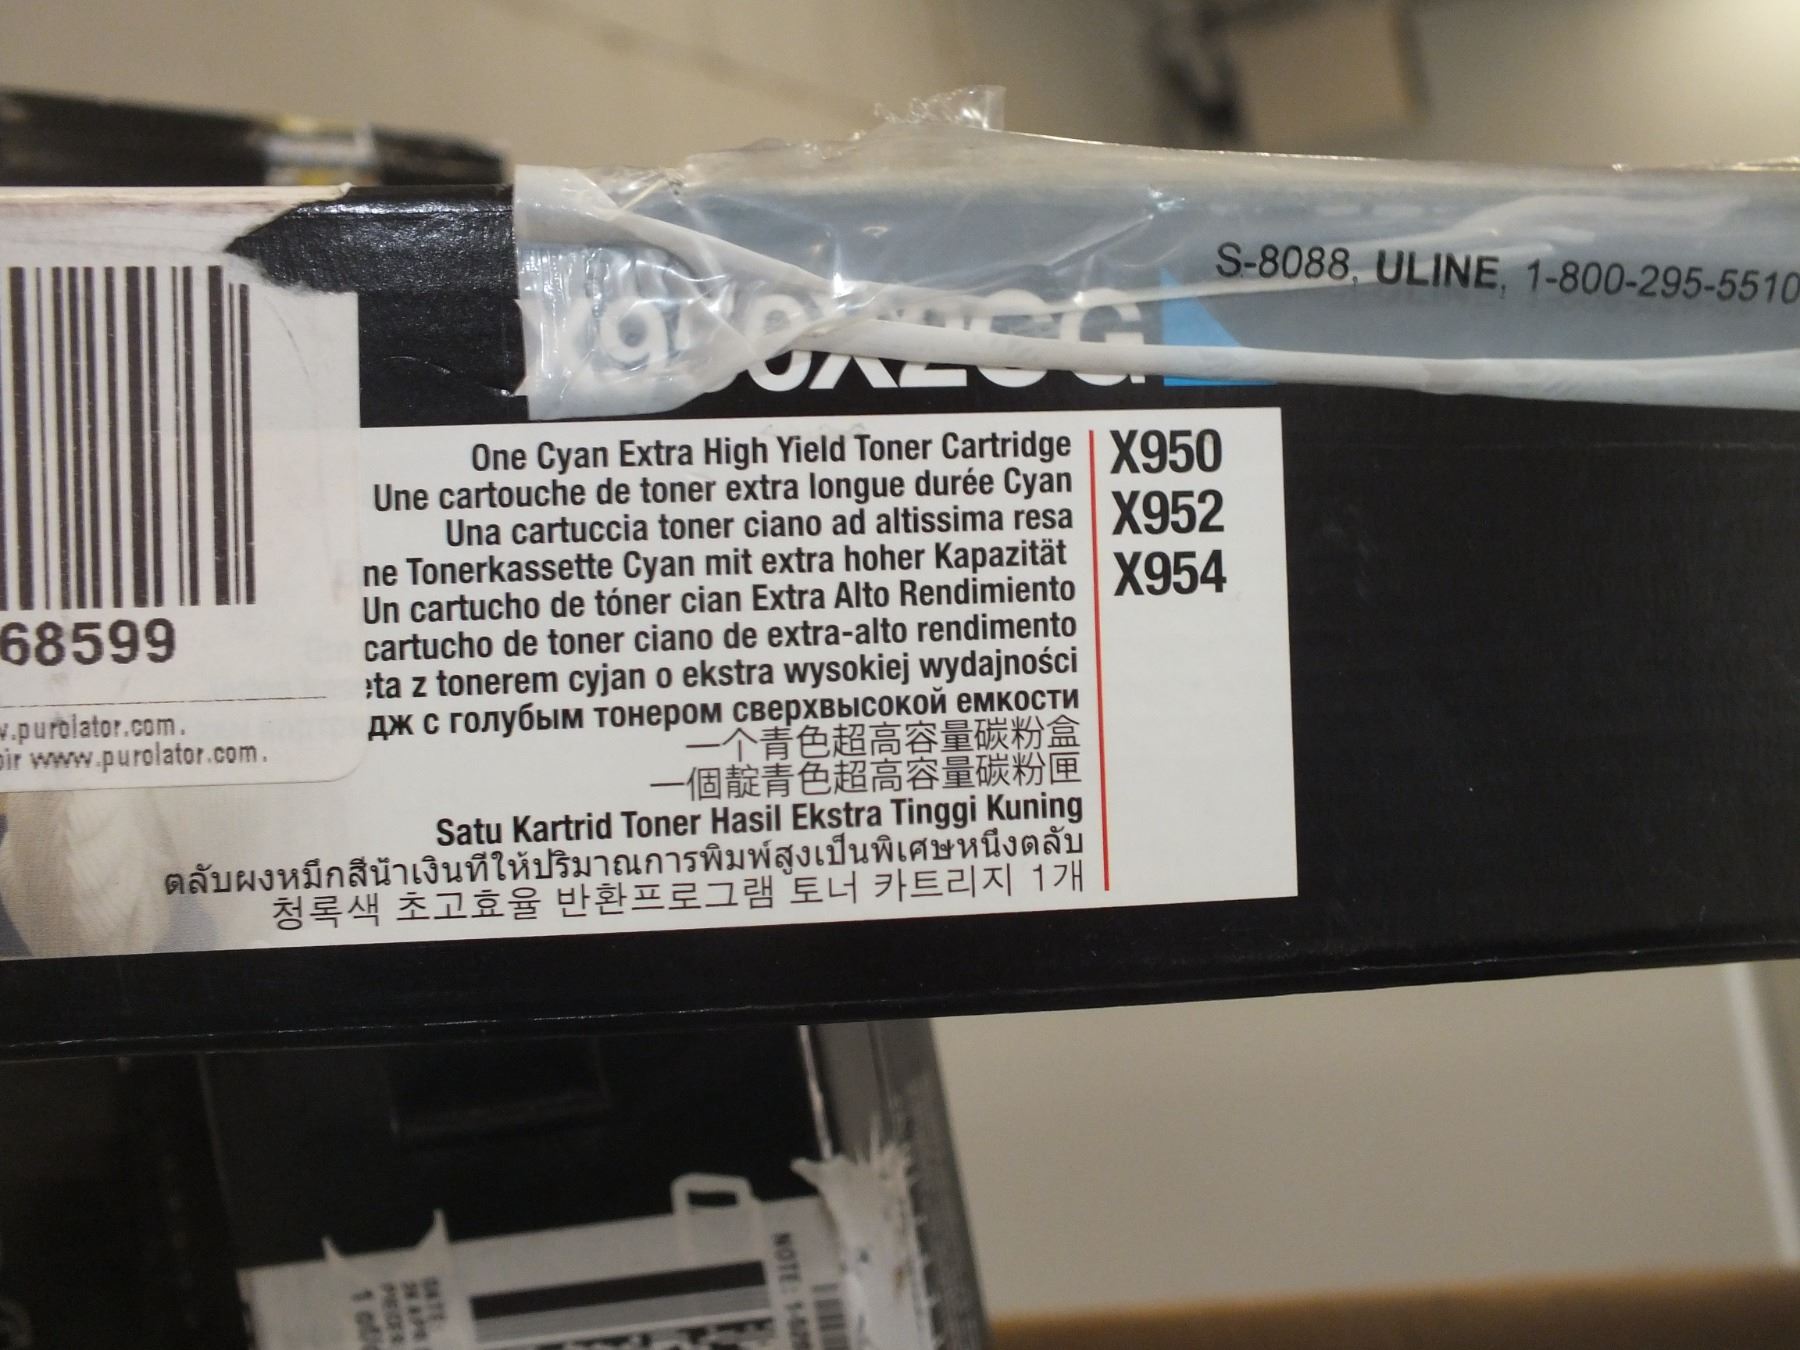 S-8088, ULINE, 1-800-295-5510
One Cyan Extra High Yield Toner Cartridge
Une cartouche de toner extra longue durée Cyan
Una cartuccia toner ciano ad altissima resa
ne Tonerkassette Cyan mit extra hoher Kapazität
Un cartucho de tóner cian Extra Alto Rendimiento
cartucho de toner ciano de extra-alto rendimento
eta z tonerem cyjan o ekstra wysokiej wydajności
дж с голубым тонером сверхвысокой емкости
一个青色超高容量碳粉盒
一個靛青色超高容量碳粉匣
Satu Kartrid Toner Hasil Ekstra Tinggi Kuning
ตลับผงหมึกสีน้ำเงินที่ให้ปริมาณการพิมพ์สูงเป็นพิเศษหนึ่งตลับ
청록색 초고효율 반환프로그램 토너 카트리지 1개
X950
X952
X954
68599
w.purolator.com.
oir www.purolator.com.
NOTE: